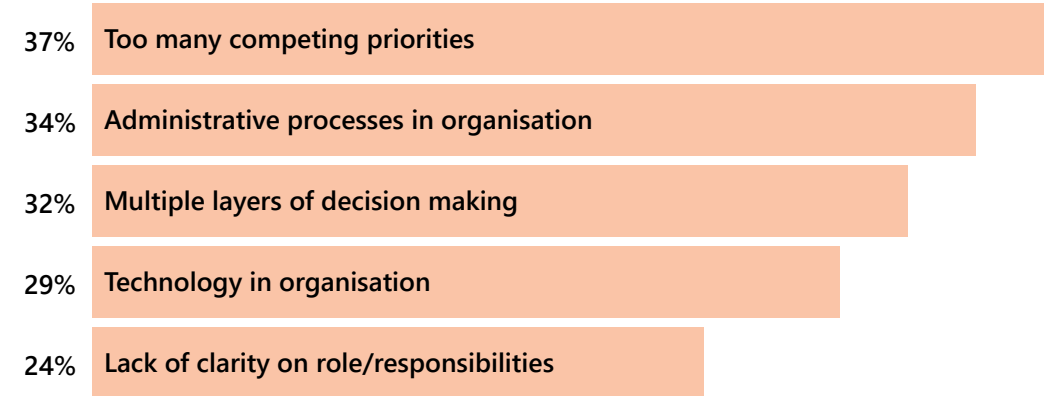 37% Too many competing priorities
34% Administrative processes in organisation
32% Multiple layers of decision making
29% Technology in organisation
24% Lack of clarity on role/responsibilities